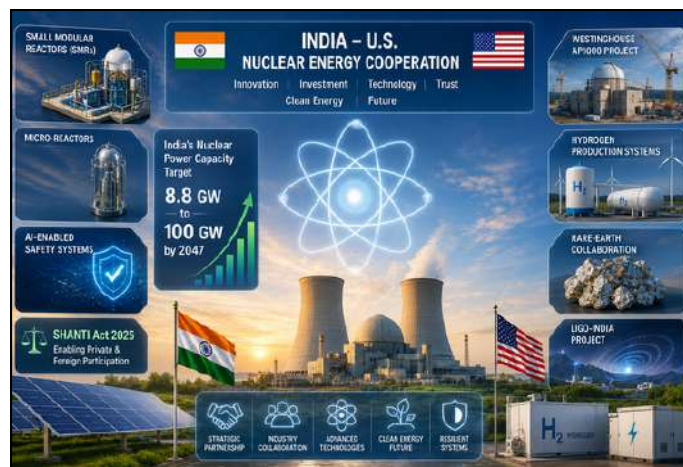 SMALL MODULAR
REACTORS (SMRs)
INDIA – U.S.
NUCLEAR ENERGY COOPERATION
Innovation | Investment | Technology | Trust
Clean Energy | Future
WESTINGHOUSE
AP1000 PROJECT
MICRO-REACTORS
India's Nuclear
Power Capacity
Target
8.8 GW
to
100 GW
by 2047
HYDROGEN
PRODUCTION SYSTEMS
H2
H2
AI-ENABLED
SAFETY SYSTEMS
RARE-EARTH
COLLABORATION
SHANTI Act 2025
Enabling Private &
Foreign Participation
LIGO-INDIA
PROJECT
STRATEGIC
PARTNERSHIP
INDUSTRY
COLLABORATION
ADVANCED
TECHNOLOGIES
CLEAN ENERGY
FUTURE
RESILIENT
SYSTEMS
H2 HYDROGEN